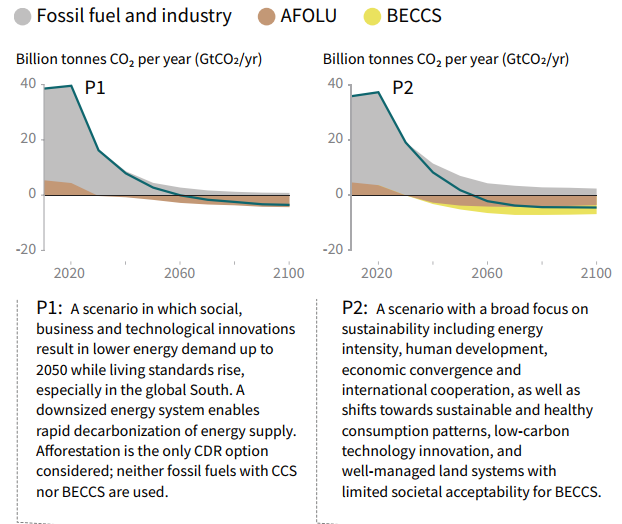 Fossil fuel and industry AFOLU BECCS
Billion tonnes CO₂ per year (GtCO₂/yr)
40
P1
20
0
-20
2020 2060 2100
Billion tonnes CO₂ per year (GtCO₂/yr)
40
P2
20
0
-20
2020 2060 2100
P1: A scenario in which social,
business and technological innovations
result in lower energy demand up to
2050 while living standards rise,
especially in the global South. A
downsized energy system enables
rapid decarbonization of energy supply.
Afforestation is the only CDR option
considered; neither fossil fuels with CCS
nor BECCS are used.
P2: A scenario with a broad focus on
sustainability including energy
intensity, human development,
economic convergence and
international cooperation, as well as
shifts towards sustainable and healthy
consumption patterns, low-carbon
technology innovation, and
well-managed land systems with
limited societal acceptability for BECCS.